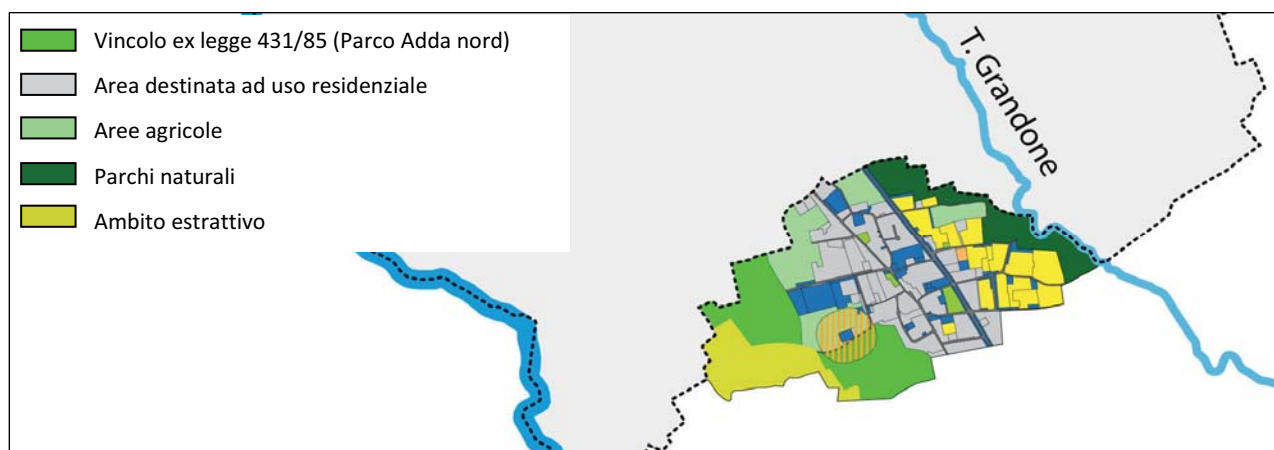 Vincolo ex legge 431/85 (Parco Adda nord)
Area destinata ad uso residenziale
Aree agricole
Parchi naturali
Ambito estrattivo
T. Grandone